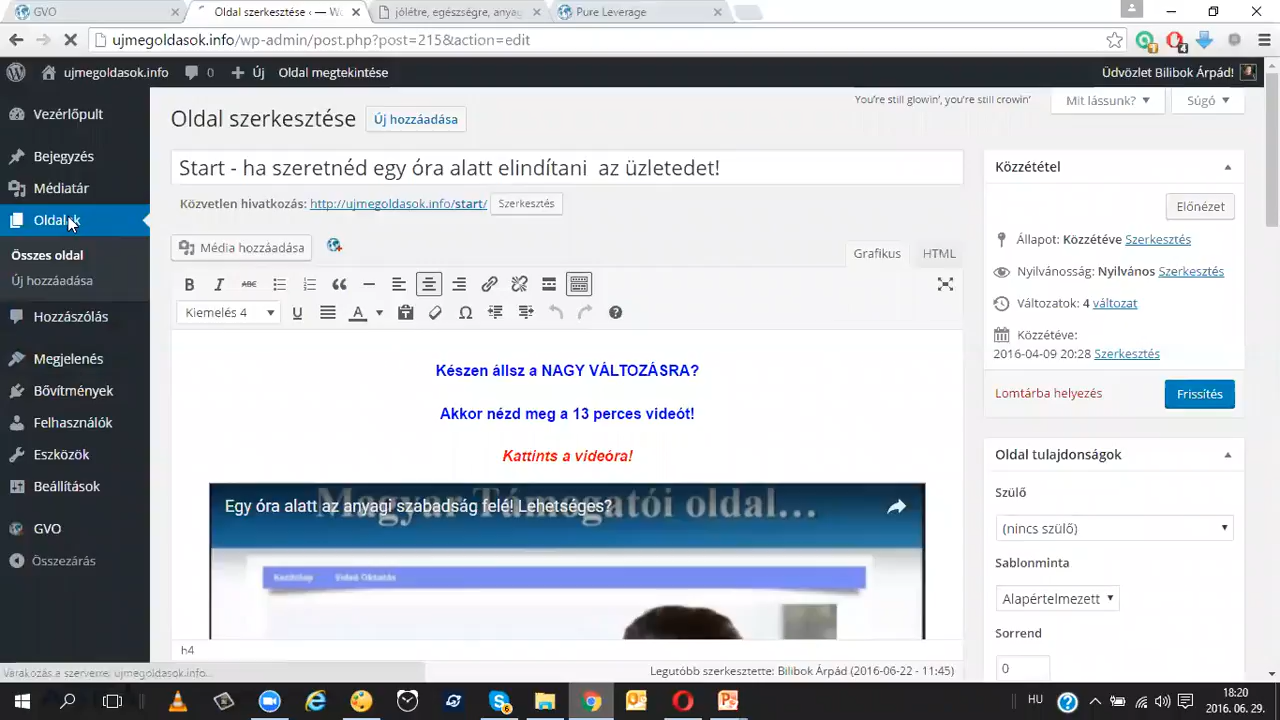 GVO
Oldal szerkesztése ‹ — W
jólétre, egészségre, anyag
Pure Leverage
ujmegoldasok.info/wp-admin/post.php?post=215&action=edit
ujmegoldasok.info
0
Új
Oldal megtekintése
Üdvözlet Bilibok Árpád!
Vezérlőpult
Bejegyzés
Médiatár
Oldalak
Összes oldal
Új hozzáadása
Hozzászólás
Megjelenés
Bővítmények
Felhasználók
Eszközök
Beállítások
GVO
Összezárás
You're still glowin', you're still crowin'
Mit lássunk?
Súgó
Oldal szerkesztése
Új hozzáadása
Start - ha szeretnéd egy óra alatt elindítani az üzletedet!
Közvetlen hivatkozás: http://ujmegoldasok.info/start/ Szerkesztés
Média hozzáadása
Grafikus
HTML
B I ABC
Kiemelés 4
U
A
Készen állsz a NAGY VÁLTOZÁSRA?
Akkor nézd meg a 13 perces videót!
Kattints a videóra!
Magyar Támogatói oldal...
Egy óra alatt az anyagi szabadság felé! Lehetséges?
Kezdőlap
Videó Oktatás
h4
Legutóbb szerkesztette: Bilibok Árpád (2016-06-22 - 11:45)
Közzététel
Előnézet
Állapot: Közzétéve Szerkesztés
Nyilvánosság: Nyilvános Szerkesztés
Változatok: 4 változat
Közzétéve:
2016-04-09 20:28 Szerkesztés
Lomtárba helyezés
Frissítés
Oldal tulajdonságok
Szülő
(nincs szülő)
Sablonminta
Alapértelmezett
Sorrend
0
Várakozás a szerverre: ujmegoldasok.info...
HU
18:20
2016. 06. 29.